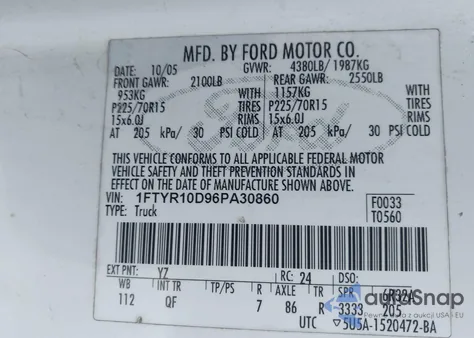 MFD. BY FORD MOTOR CO.
DATE: 10/05 GVWR: 4380LB/ 1987KG
FRONT GAWR: 2100LB REAR GAWR: 2550LB
953KG WITH 1157KG WITH
P225/70R15 TIRES P225/70R15 TIRES
15x6.0J RIMS 15x6.0J RIMS
AT 205 kPa/ 30 PSI COLD AT 205 kPa/ 30 PSI COLD
Ford
THIS VEHICLE CONFORMS TO ALL APPLICABLE FEDERAL MOTOR
VEHICLE SAFETY AND THEFT PREVENTION STANDARDS IN
EFFECT ON THE DATE OF MANUFACTURE SHOWN ABOVE.
VIN: 1FTYR10D96PA30860 F0033
TYPE: Truck T0560
EXT PNT: YZ RC: 24 DSO:
WB INT TR TP/PS R AXLE TR SPR
112 QF 7 86 R 3333 205
autoSnap
UTC 5U5A-1520472-BA